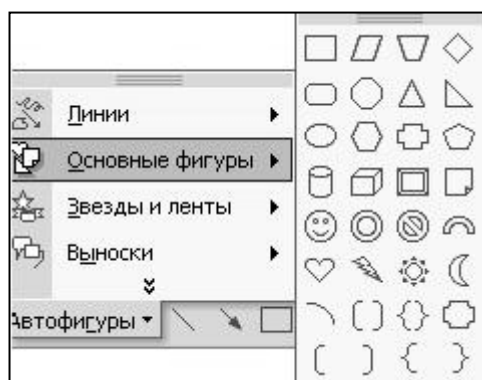 Линии
Основные фигуры
Звезды и ленты
Выноски
Автофигуры